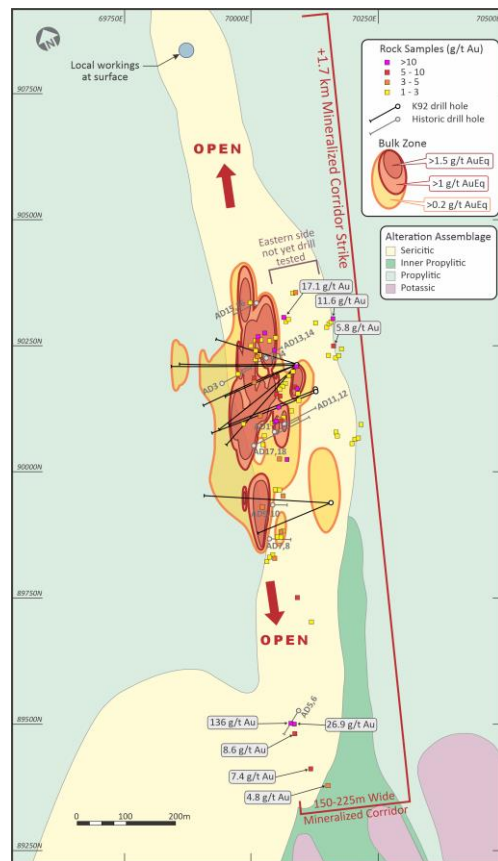 69750E
70000E
70250E
70500E
Local workings
at surface
Rock Samples (g/t Au)
>10
5 - 10
3 - 5
1 - 3
K92 drill hole
Historic drill hole
Bulk Zone
>1.5 g/t AuEq
>1 g/t AuEq
>0.2 g/t AuEq
Alteration Assemblage
Sericitic
Inner Propylitic
Propylitic
Potassic
+1.7 km Mineralized Corridor Strike
90750N
90500N
90250N
90000N
89750N
89500N
89250N
OPEN
Eastern side
not yet drill
tested
17.1 g/t Au
11.6 g/t Au
5.8 g/t Au
AD13,14
AD3
AD11,12
AD17,18
AD7,8
OPEN
AD5,6
136 g/t Au
26.9 g/t Au
8.6 g/t Au
7.4 g/t Au
4.8 g/t Au
150-225m Wide
Mineralized Corridor
0
100
200m